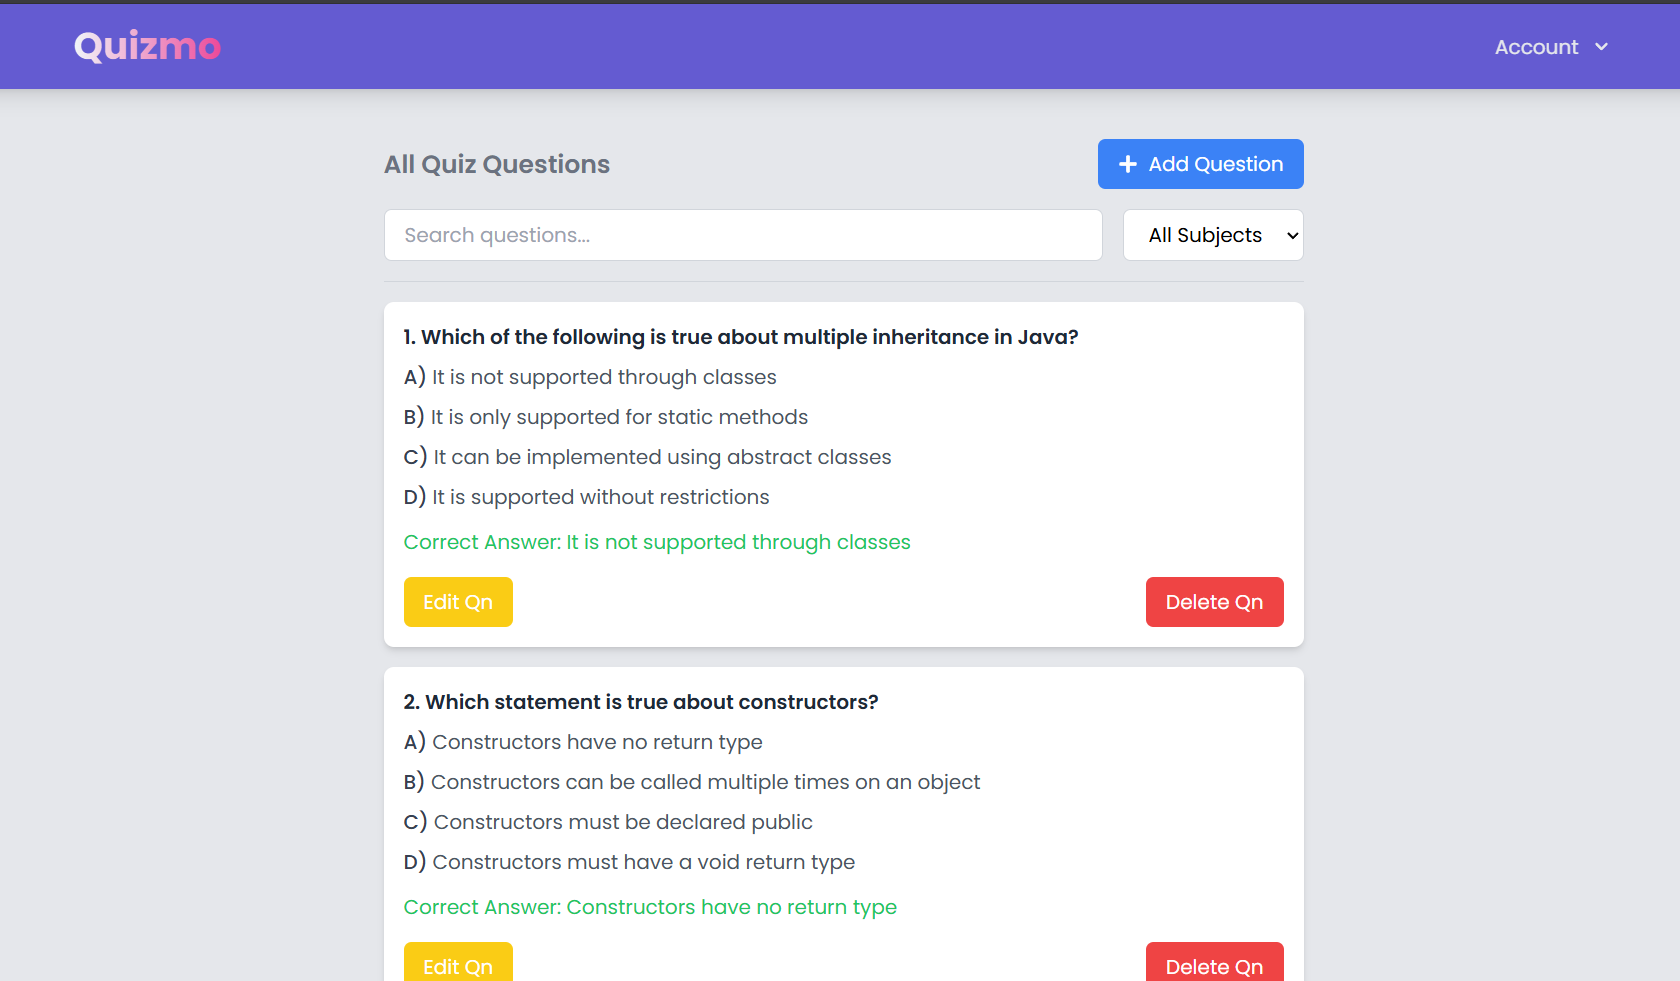 Quizmo
Account
All Quiz Questions
+ Add Question
Search questions...
All Subjects
1. Which of the following is true about multiple inheritance in Java?
A) It is not supported through classes
B) It is only supported for static methods
C) It can be implemented using abstract classes
D) It is supported without restrictions
Correct Answer: It is not supported through classes
Edit Qn
Delete Qn
2. Which statement is true about constructors?
A) Constructors have no return type
B) Constructors can be called multiple times on an object
C) Constructors must be declared public
D) Constructors must have a void return type
Correct Answer: Constructors have no return type
Edit Qn
Delete Qn